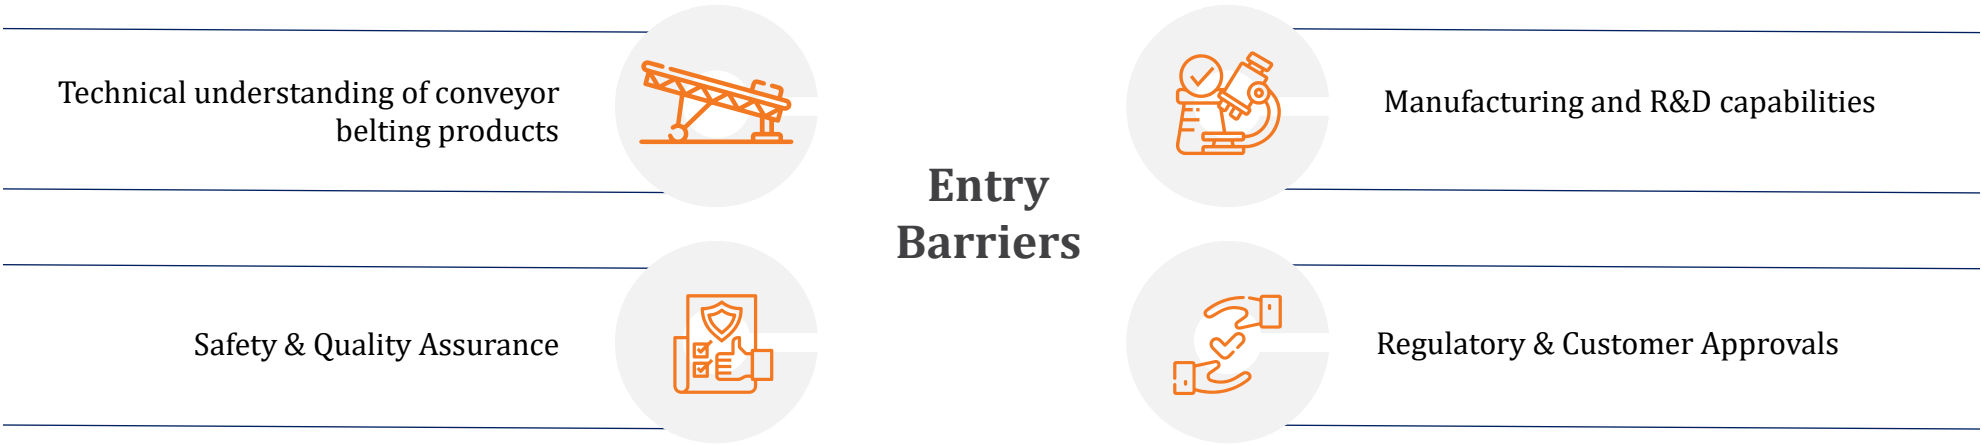 Technical understanding of conveyor
belting products
Manufacturing and R&D capabilities
Entry
Barriers
Safety & Quality Assurance
Regulatory & Customer Approvals